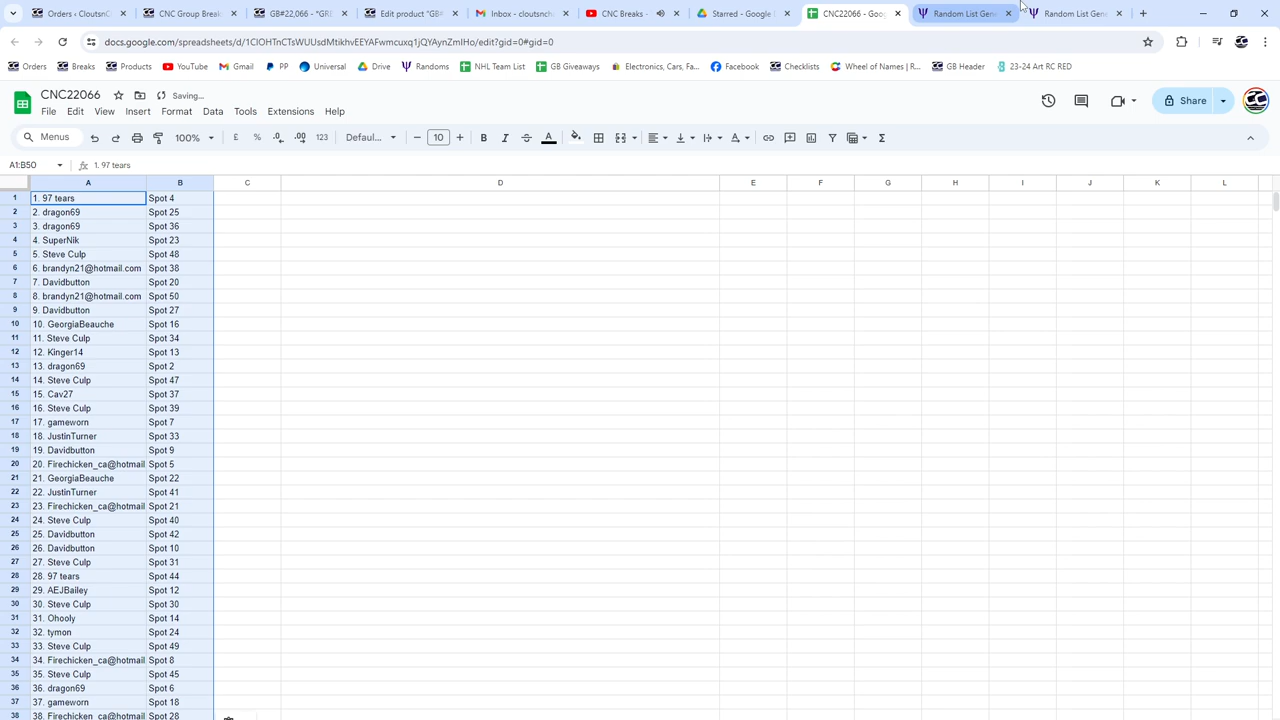 Orders · CloutsnC
CNC Group Break
GB#22,066 - *GRE
Edit product "GB
Inbox - cloutsnch
CNC Breaks -
Starred - Google D
CNC22066 - Goo
Random List Gene
Random List Gene
docs.google.com/spreadsheets/d/1CIOHTnCTsWUUsdMtikhvEEYAFwmcuxq1jQYAynZmIHo/edit?gid=0#gid=0
Orders Breaks Products YouTube Gmail PP Universal Drive Randoms NHL Team List GB Giveaways Electronics, Cars, Fa... Facebook Checklists Wheel of Names | R... GB Header 23-24 Art RC RED
CNC22066 Saving...
File Edit View Insert Format Data Tools Extensions Help
Share
Menus 100% £ % .0 .00 123 Defaul... 10 B I S A
A1:B50 fx 1. 97 tears
A B C D E F G H I J K L
1 1. 97 tears Spot 4
2 2. dragon69 Spot 25
3 3. dragon69 Spot 36
4 4. SuperNik Spot 23
5 5. Steve Culp Spot 48
6 6. brandyn21@hotmail.com Spot 38
7 7. Davidbutton Spot 20
8 8. brandyn21@hotmail.com Spot 50
9 9. Davidbutton Spot 27
10 10. GeorgiaBeauche Spot 16
11 11. Steve Culp Spot 34
12 12. Kinger14 Spot 13
13 13. dragon69 Spot 2
14 14. Steve Culp Spot 47
15 15. Cav27 Spot 37
16 16. Steve Culp Spot 39
17 17. gameworn Spot 7
18 18. JustinTurner Spot 33
19 19. Davidbutton Spot 9
20 20. Firechicken_ca@hotmail Spot 5
21 21. GeorgiaBeauche Spot 22
22 22. JustinTurner Spot 41
23 23. Firechicken_ca@hotmail Spot 21
24 24. Steve Culp Spot 40
25 25. Davidbutton Spot 42
26 26. Davidbutton Spot 10
27 27. Steve Culp Spot 31
28 28. 97 tears Spot 44
29 29. AEJBailey Spot 12
30 30. Steve Culp Spot 30
31 31. Ohooly Spot 14
32 32. tymon Spot 24
33 33. Steve Culp Spot 49
34 34. Firechicken_ca@hotmail Spot 8
35 35. Steve Culp Spot 45
36 36. dragon69 Spot 6
37 37. gameworn Spot 18
38 38. Firechicken_ca@hotmail Spot 28